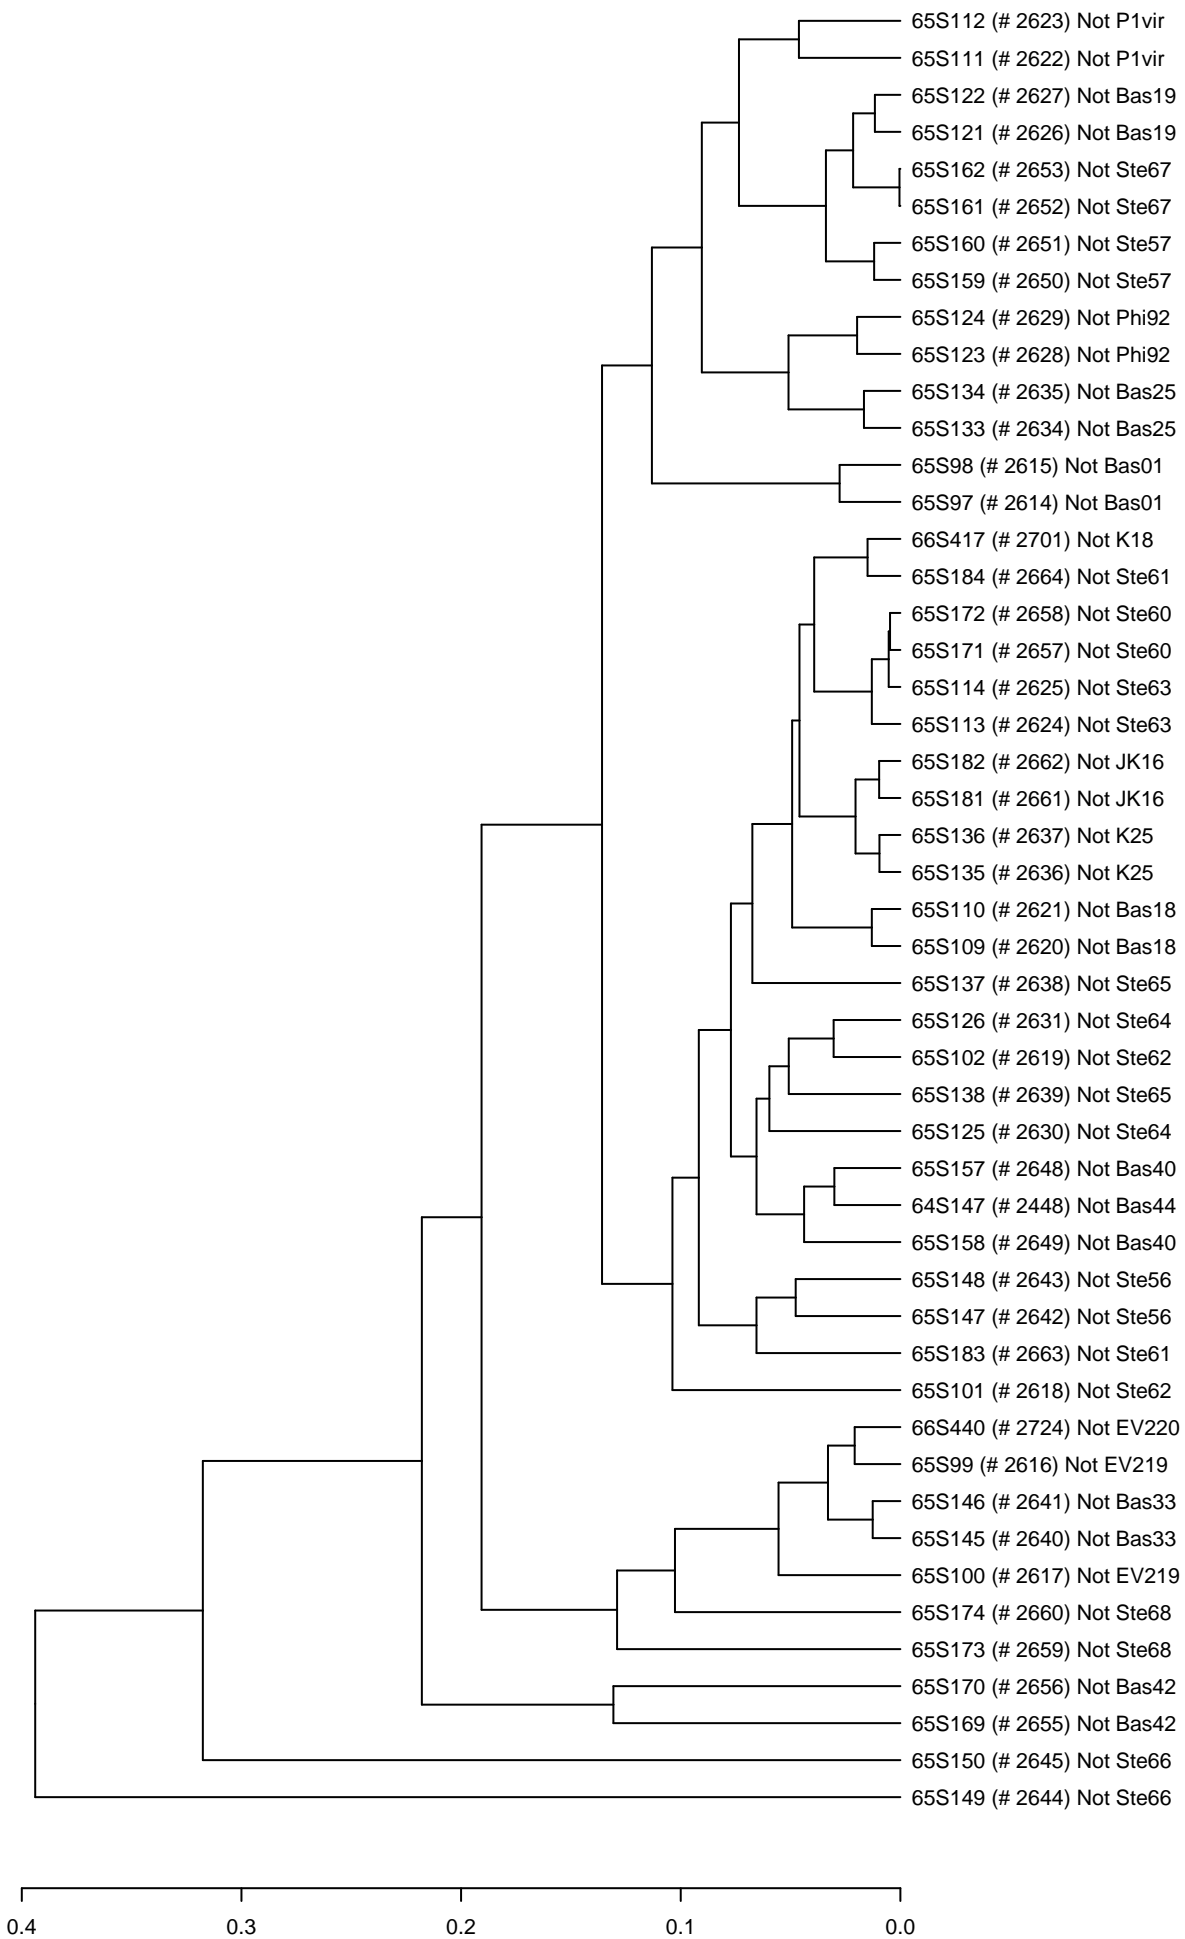 65S112 (# 2623) Not P1vir
65S111 (# 2622) Not P1vir
65S122 (# 2627) Not Bas19
65S121 (# 2626) Not Bas19
65S162 (# 2653) Not Ste67
65S161 (# 2652) Not Ste67
65S160 (# 2651) Not Ste57
65S159 (# 2650) Not Ste57
65S124 (# 2629) Not Phi92
65S123 (# 2628) Not Phi92
65S134 (# 2635) Not Bas25
65S133 (# 2634) Not Bas25
65S98 (# 2615) Not Bas01
65S97 (# 2614) Not Bas01
66S417 (# 2701) Not K18
65S184 (# 2664) Not Ste61
65S172 (# 2658) Not Ste60
65S171 (# 2657) Not Ste60
65S114 (# 2625) Not Ste63
65S113 (# 2624) Not Ste63
65S182 (# 2662) Not JK16
65S181 (# 2661) Not JK16
65S136 (# 2637) Not K25
65S135 (# 2636) Not K25
65S110 (# 2621) Not Bas18
65S109 (# 2620) Not Bas18
65S137 (# 2638) Not Ste65
65S126 (# 2631) Not Ste64
65S102 (# 2619) Not Ste62
65S138 (# 2639) Not Ste65
65S125 (# 2630) Not Ste64
65S157 (# 2648) Not Bas40
64S147 (# 2448) Not Bas44
65S158 (# 2649) Not Bas40
65S148 (# 2643) Not Ste56
65S147 (# 2642) Not Ste56
65S183 (# 2663) Not Ste61
65S101 (# 2618) Not Ste62
66S440 (# 2724) Not EV220
65S99 (# 2616) Not EV219
65S146 (# 2641) Not Bas33
65S145 (# 2640) Not Bas33
65S100 (# 2617) Not EV219
65S174 (# 2660) Not Ste68
65S173 (# 2659) Not Ste68
65S170 (# 2656) Not Bas42
65S169 (# 2655) Not Bas42
65S150 (# 2645) Not Ste66
65S149 (# 2644) Not Ste66
0.4 0.3 0.2 0.1 0.0